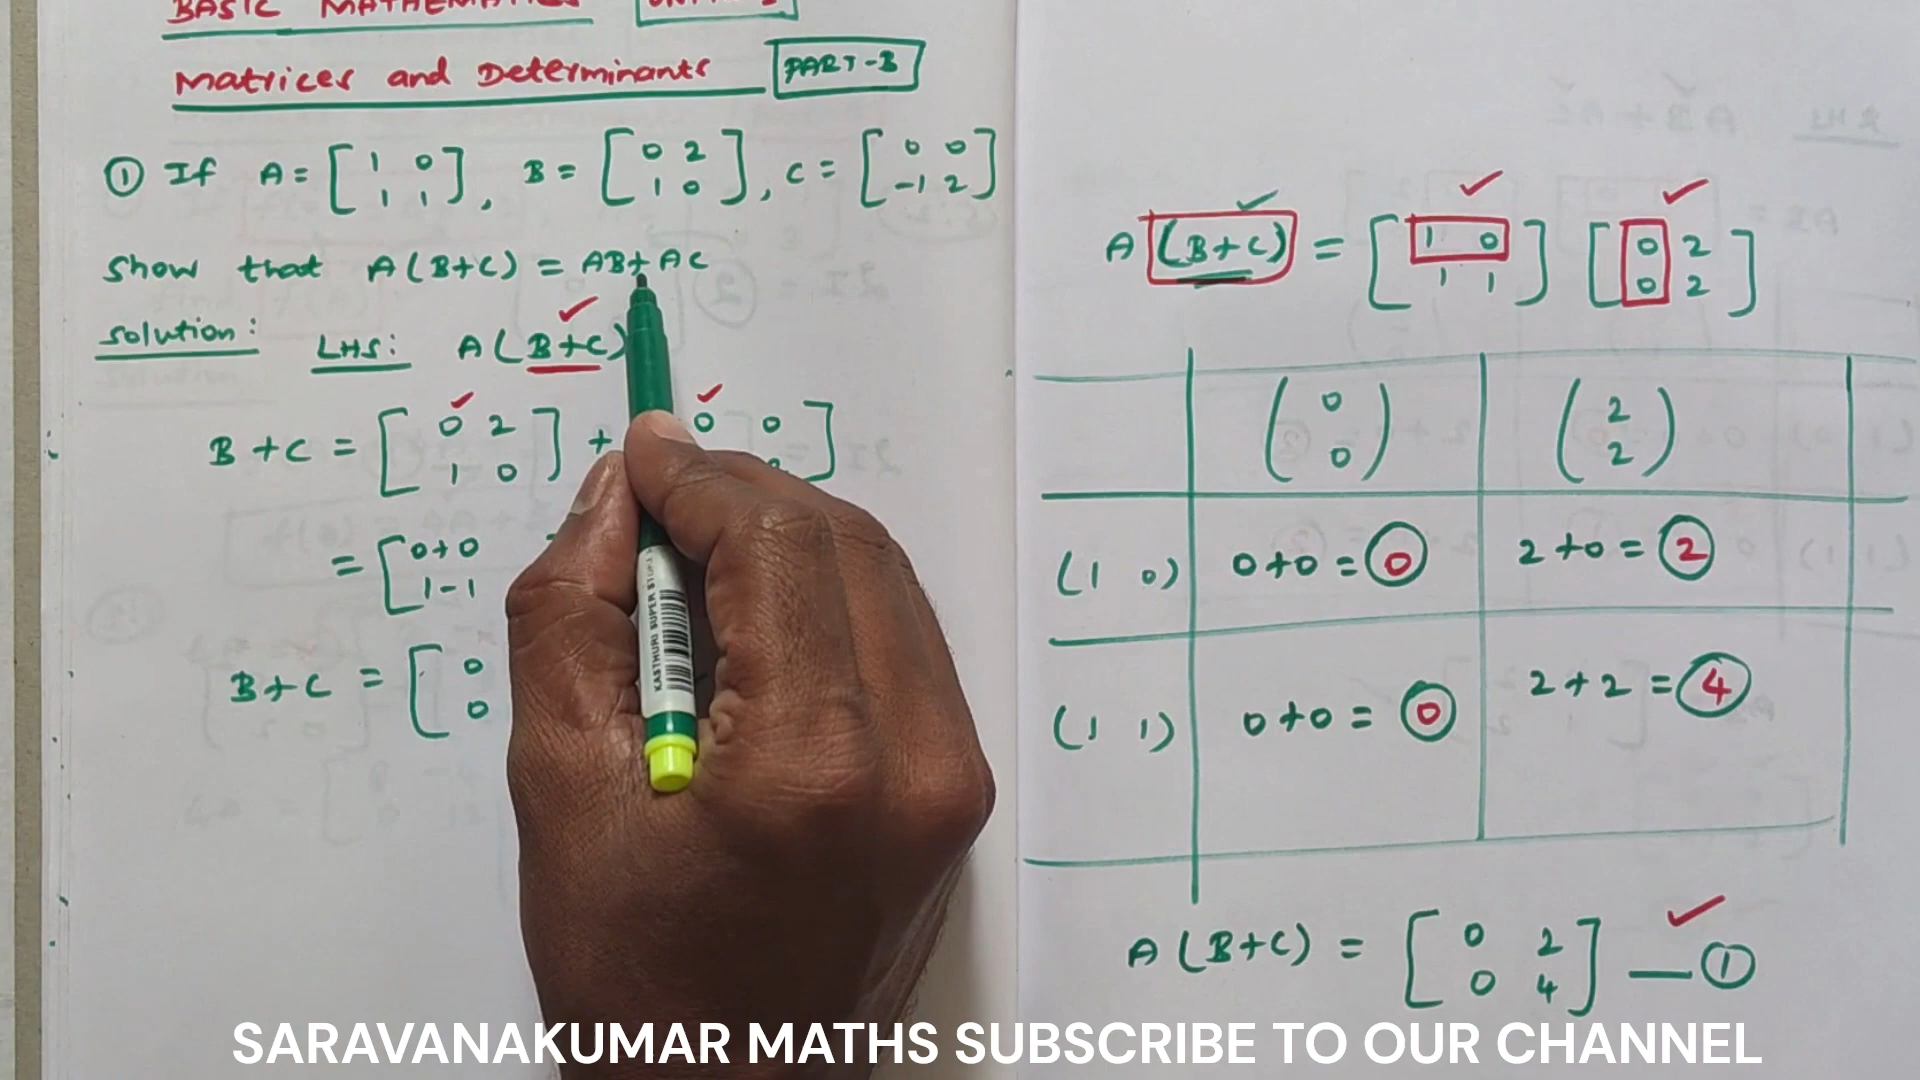 BASIC MATHEMATICS
Matrices and Determinants PART-B
① If A = [ 1 0 1 1 ], B = [ 0 2 1 0 ], C = [ 0 0 -1 2 ]
Show that A(B+C) = AB+AC
Solution: LHS: A(B+C)
B+C = [ 0 2 1 0 ] + 0 0 ]
= [ 0+0 1-1
B+C = [ 0 0
A (B+C) = [ 1 0 1 1 ] [ 0 2 0 2 ]
( 0 0 ) ( 2 2 )
(1 0) 0+0 = 0 2+0 = 2
(1 1) 0+0 = 0 2+2 = 4
A(B+C) = [ 0 2 0 4 ] — ①
KASTHURI SUPER
SARAVANAKUMAR MATHS SUBSCRIBE TO OUR CHANNEL